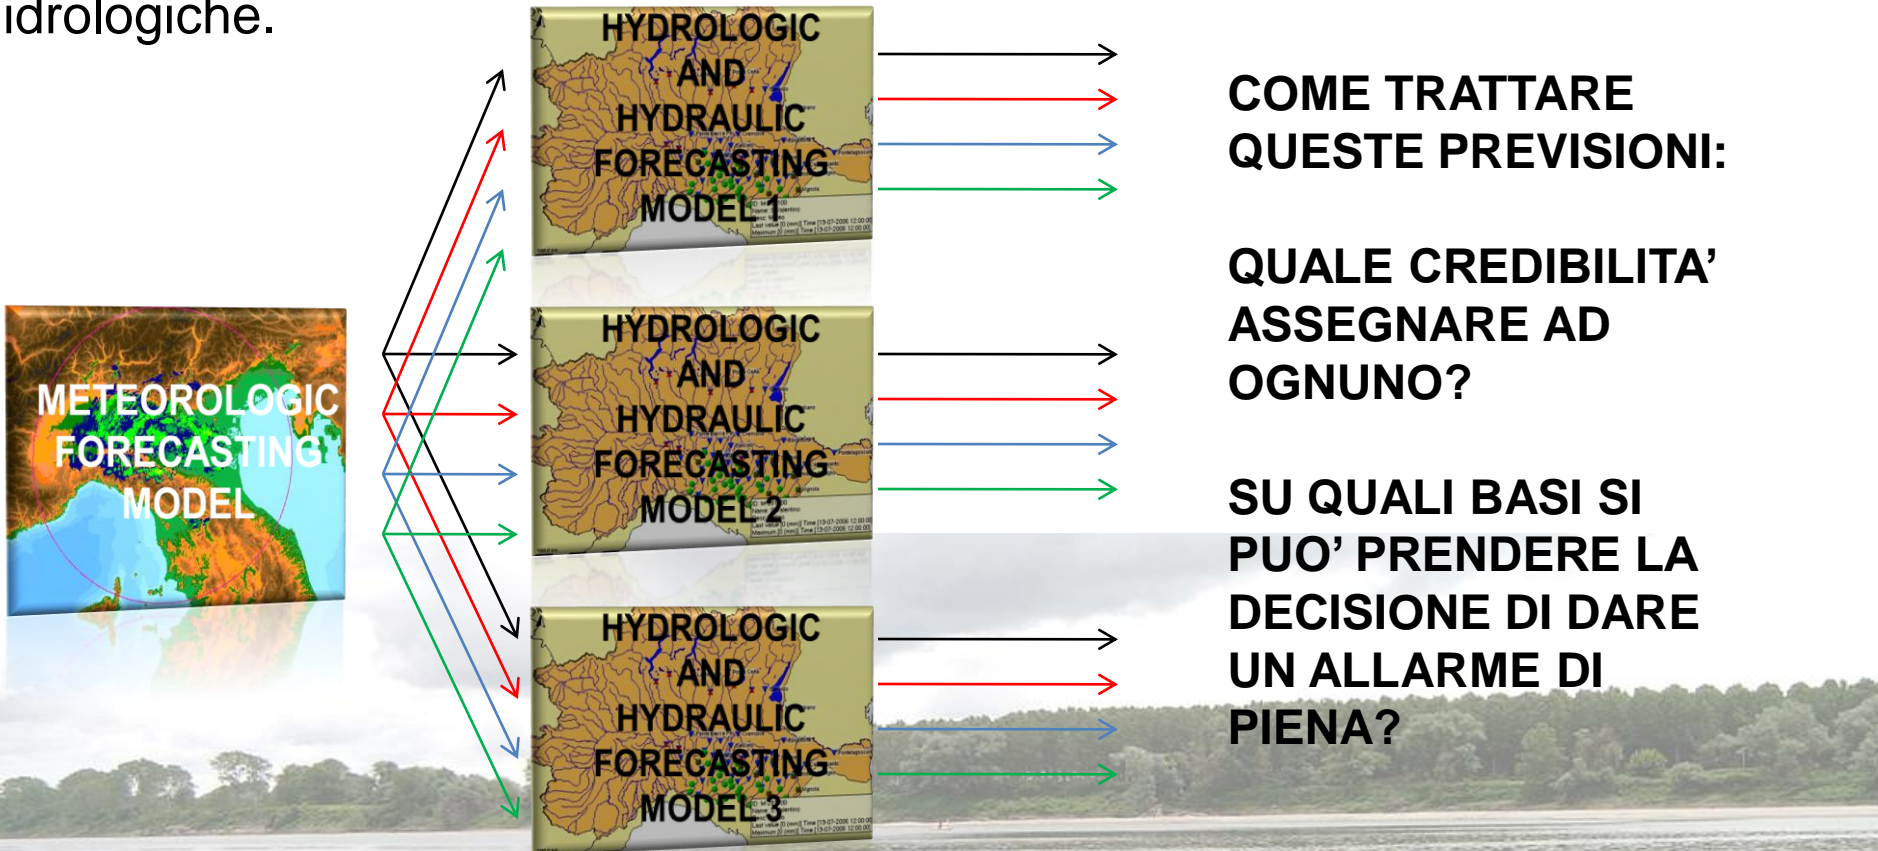 idrologiche.
HYDROLOGIC
AND
HYDRAULIC
FORECASTING
MODEL 1
METEOROLOGIC
FORECASTING
MODEL
HYDROLOGIC
AND
HYDRAULIC
FORECASTING
MODEL 2
HYDROLOGIC
AND
HYDRAULIC
FORECASTING
MODEL 3
COME TRATTARE
QUESTE PREVISIONI:
QUALE CREDIBILITA’
ASSEGNARE AD
OGNUNO?
SU QUALI BASI SI
PUO’ PRENDERE LA
DECISIONE DI DARE
UN ALLARME DI
PIENA?